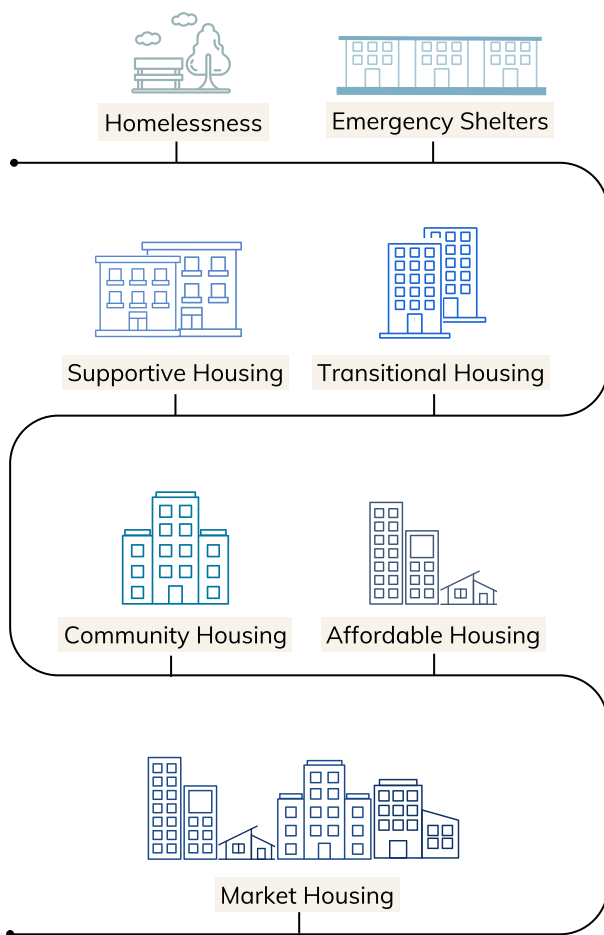 Homelessness
Emergency Shelters
Supportive Housing
Transitional Housing
Community Housing
Affordable Housing
Market Housing